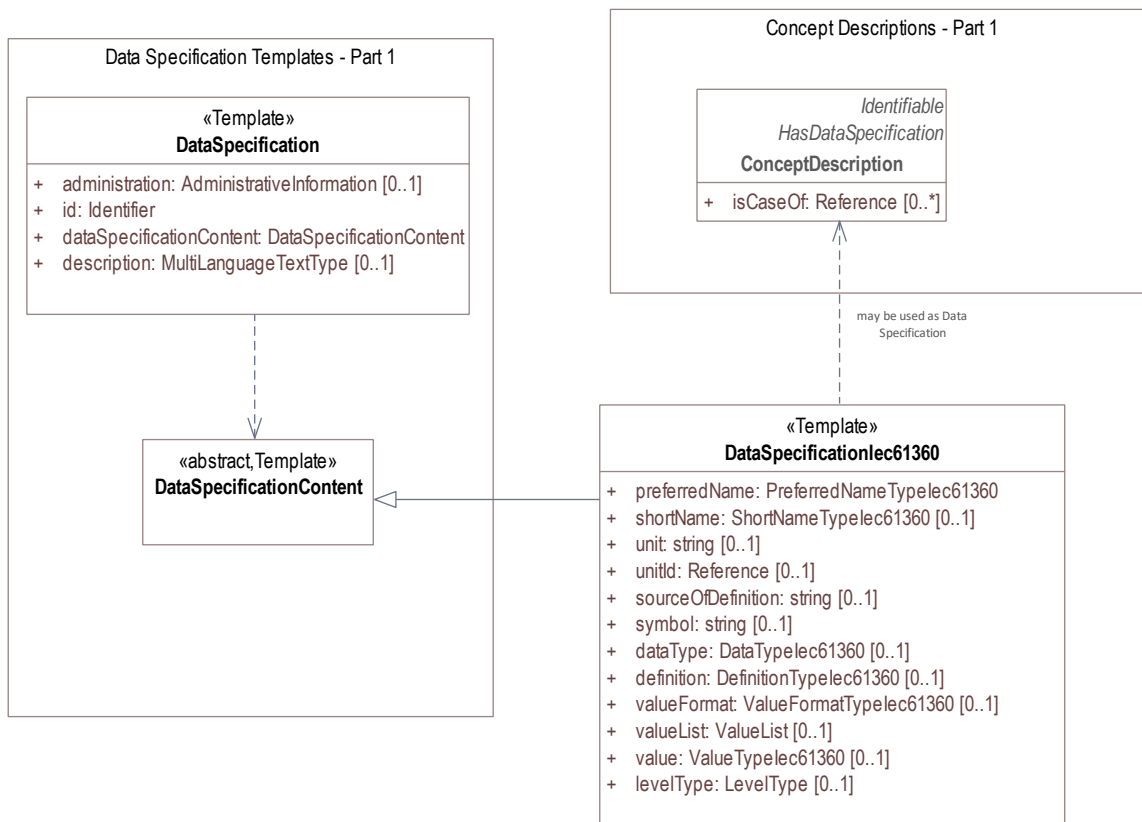 Data Specification Templates - Part 1
«Template»
DataSpecification
+ administration: AdministrativeInformation [0..1]
+ id: Identifier
+ dataSpecificationContent: DataSpecificationContent
+ description: MultiLanguageTextType [0..1]
«abstract,Template»
DataSpecificationContent
Concept Descriptions - Part 1
Identifiable
HasDataSpecification
ConceptDescription
+ isCaseOf: Reference [0..*]
may be used as Data
Specification
«Template»
DataSpecificationIec61360
+ preferredName: PreferredNameTypeIec61360
+ shortName: ShortNameTypeIec61360 [0..1]
+ unit: string [0..1]
+ unitId: Reference [0..1]
+ sourceOfDefinition: string [0..1]
+ symbol: string [0..1]
+ dataType: DataTypeIec61360 [0..1]
+ definition: DefinitionTypeIec61360 [0..1]
+ valueFormat: ValueFormatTypeIec61360 [0..1]
+ valueList: ValueList [0..1]
+ value: ValueTypeIec61360 [0..1]
+ levelType: LevelType [0..1]